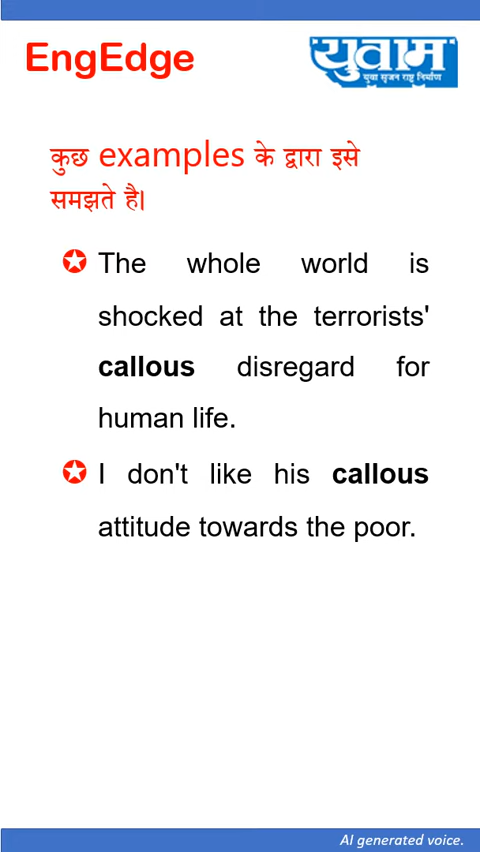 EngEdge
युवाम
युवा सृजन राष्ट्र निर्माण
कुछ examples के द्वारा इसे
समझते है।
The whole world is
shocked at the terrorists'
callous disregard for
human life.
I don't like his callous
attitude towards the poor.
AI generated voice.